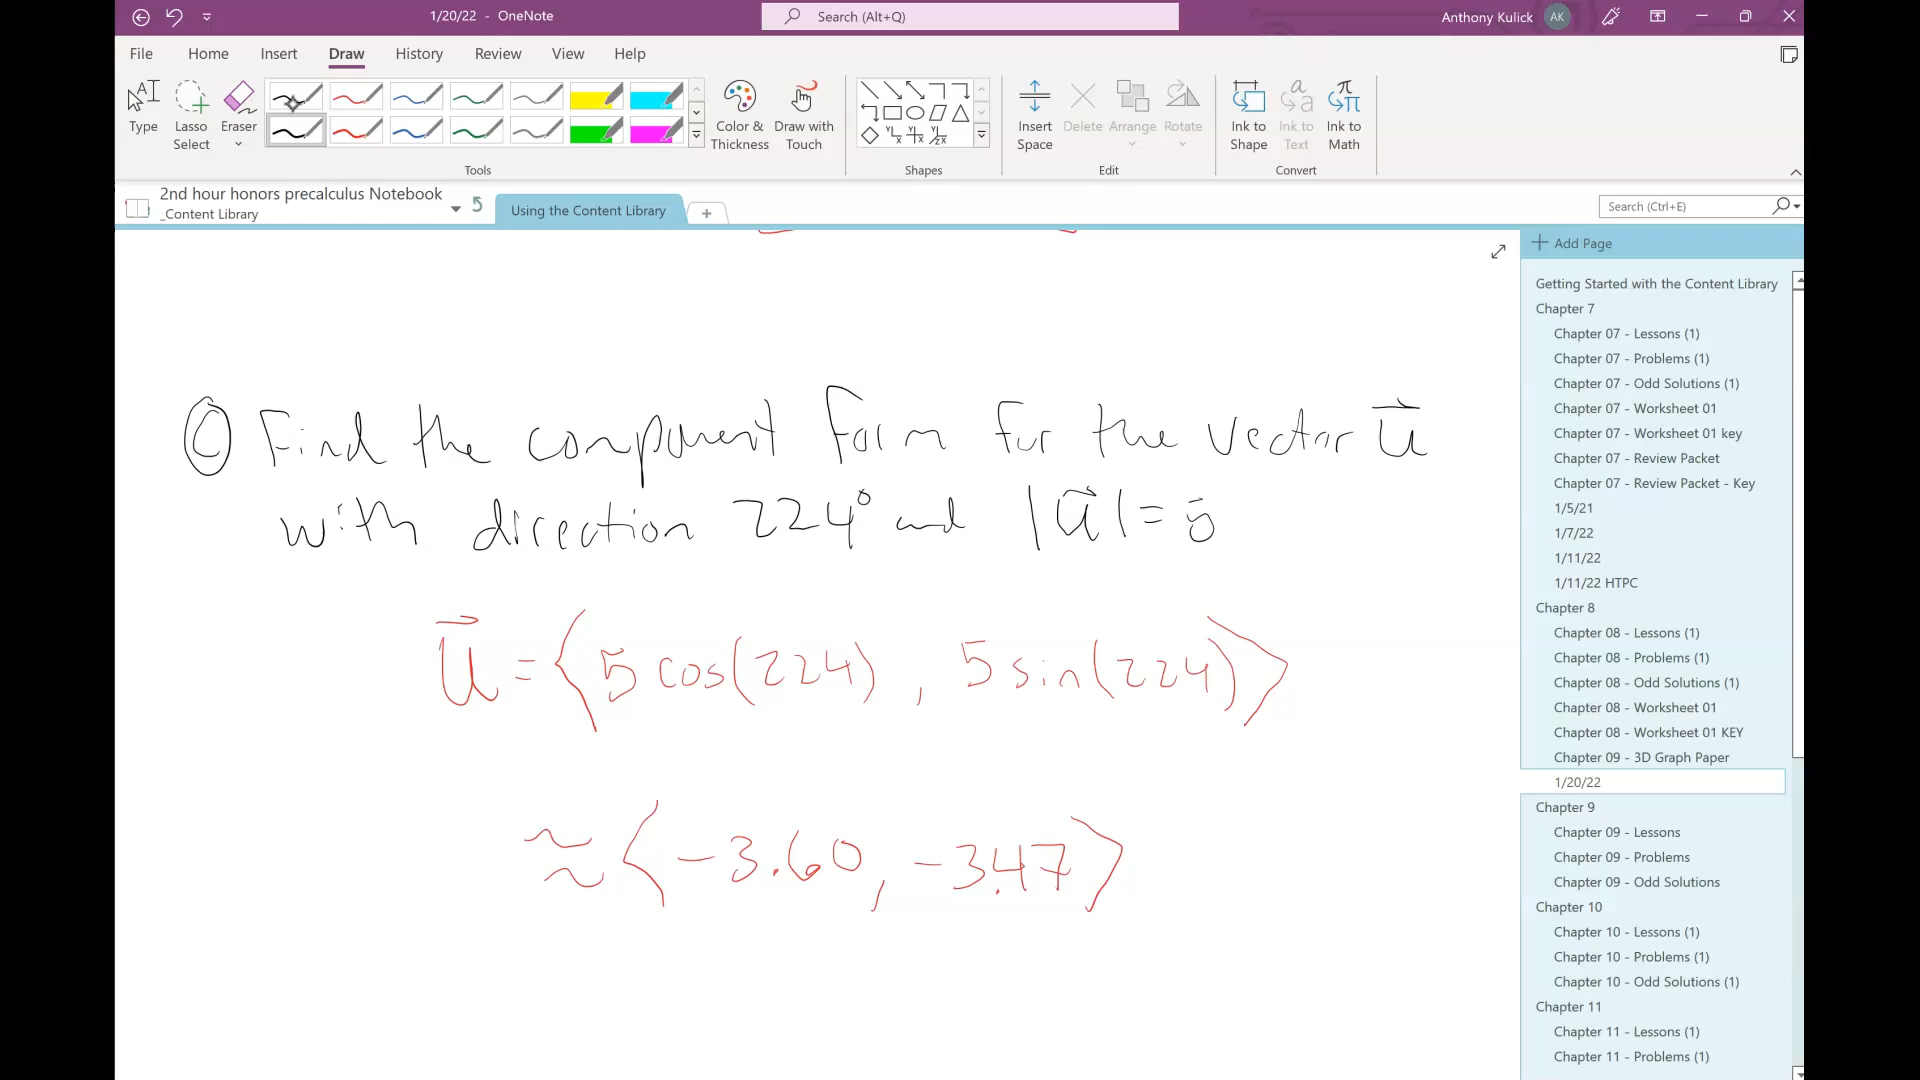 1/20/22 - OneNote
Search (Alt+Q)
Anthony Kulick AK
File Home Insert Draw History Review View Help
Type
Lasso Select
Eraser
Color & Thickness
Draw with Touch
Insert Space
Delete
Arrange
Rotate
Ink to Shape
Ink to Text
Ink to Math
Tools Shapes Edit Convert
2nd hour honors precalculus Notebook
_Content Library
Using the Content Library
Search (Ctrl+E)
Ⓒ Find the component form for the vector u⃗
with direction 224° and |u⃗| = 5
u⃗ = ⟨5 cos(224), 5 sin(224)⟩
≈ ⟨-3.60, -3.47⟩
Add Page
Getting Started with the Content Library
Chapter 7
Chapter 07 - Lessons (1)
Chapter 07 - Problems (1)
Chapter 07 - Odd Solutions (1)
Chapter 07 - Worksheet 01
Chapter 07 - Worksheet 01 key
Chapter 07 - Review Packet
Chapter 07 - Review Packet - Key
1/5/21
1/7/22
1/11/22
1/11/22 HTPC
Chapter 8
Chapter 08 - Lessons (1)
Chapter 08 - Problems (1)
Chapter 08 - Odd Solutions (1)
Chapter 08 - Worksheet 01
Chapter 08 - Worksheet 01 KEY
Chapter 09 - 3D Graph Paper
1/20/22
Chapter 9
Chapter 09 - Lessons
Chapter 09 - Problems
Chapter 09 - Odd Solutions
Chapter 10
Chapter 10 - Lessons (1)
Chapter 10 - Problems (1)
Chapter 10 - Odd Solutions (1)
Chapter 11
Chapter 11 - Lessons (1)
Chapter 11 - Problems (1)